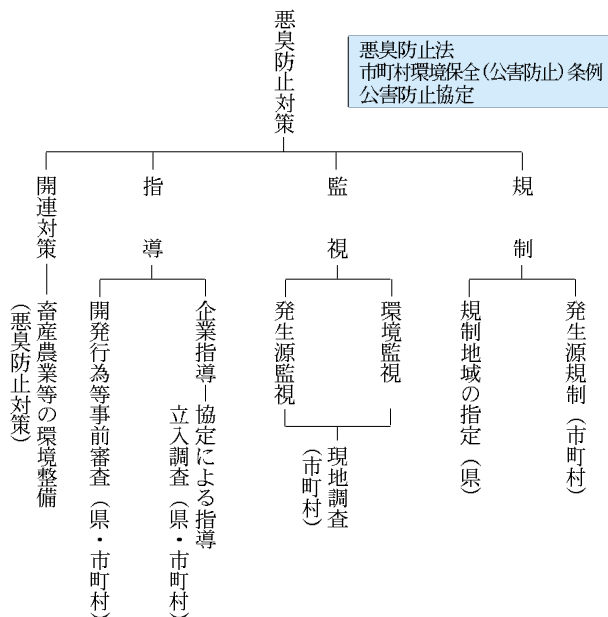 悪臭防止対策
悪臭防止法
市町村環境保全(公害防止)条例
公害防止協定
規制
発生源規制(市町村)
規制地域の指定(県)
監視
環境監視
発生源監視
現地調査
(市町村)
指導
企業指導―協定による指導
立入調査(県・市町村)
開発行為等事前審査(県・市町村)
開連対策―畜産農業等の環境整備
(悪臭防止対策)